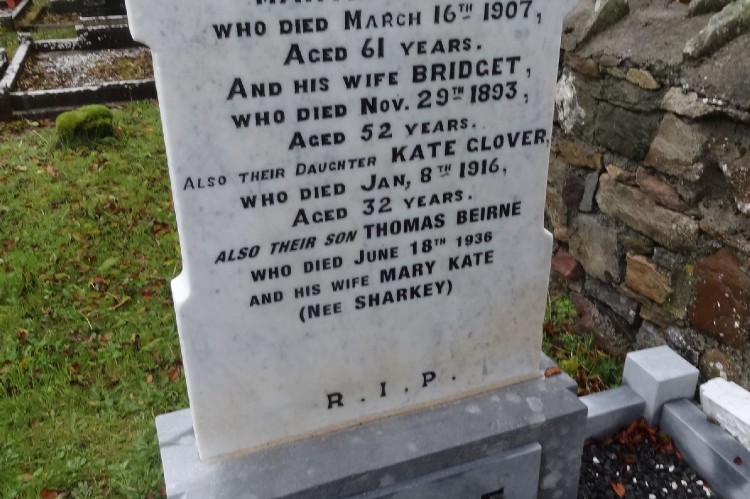 WHO DIED MARCH 16TH 1907,
AGED 61 YEARS.
AND HIS WIFE BRIDGET,
WHO DIED NOV. 29TH 1893,
AGED 52 YEARS.
ALSO THEIR DAUGHTER KATE GLOVER,
WHO DIED JAN, 8TH 1916,
AGED 32 YEARS.
ALSO THEIR SON THOMAS BEIRNE
WHO DIED JUNE 18TH 1936
AND HIS WIFE MARY KATE
(NEE SHARKEY)
R.I.P.